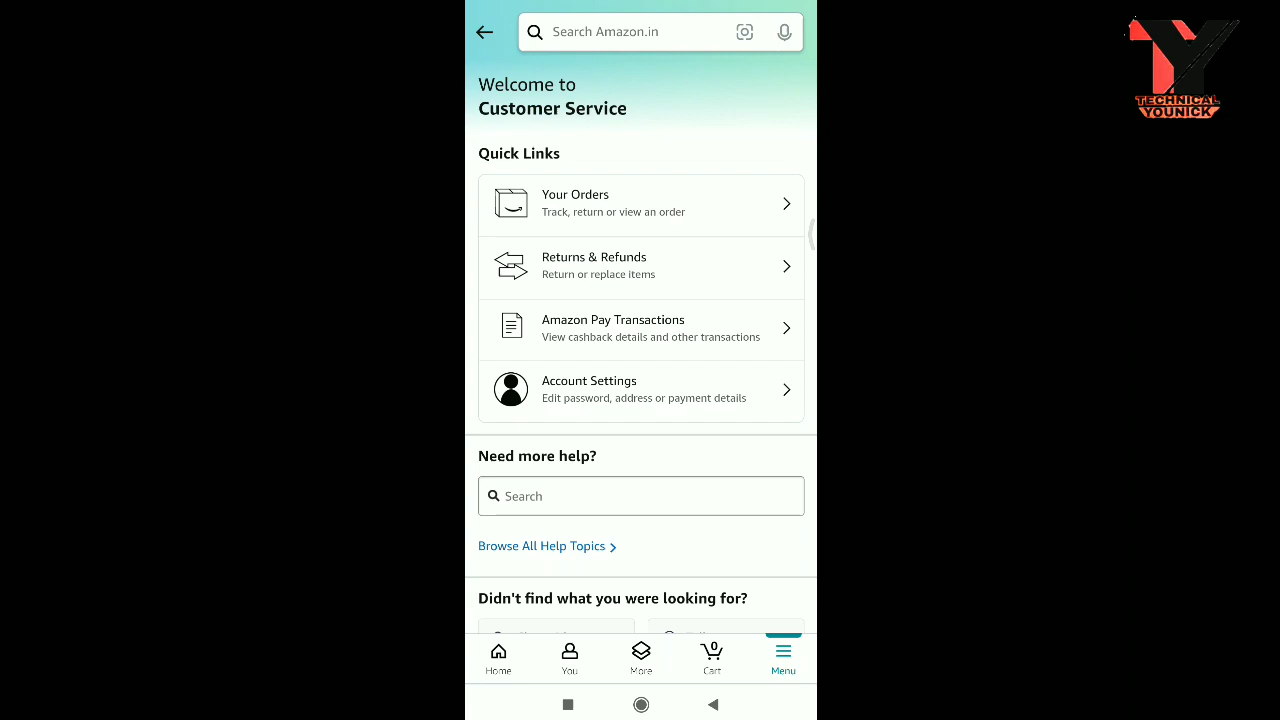 Search Amazon.in
TECHNICAL
YOUNICK
Welcome to
Customer Service
Quick Links
Your Orders
Track, return or view an order
Returns & Refunds
Return or replace items
Amazon Pay Transactions
View cashback details and other transactions
Account Settings
Edit password, address or payment details
Need more help?
Search
Browse All Help Topics
Didn't find what you were looking for?
0
Home
You
More
Cart
Menu